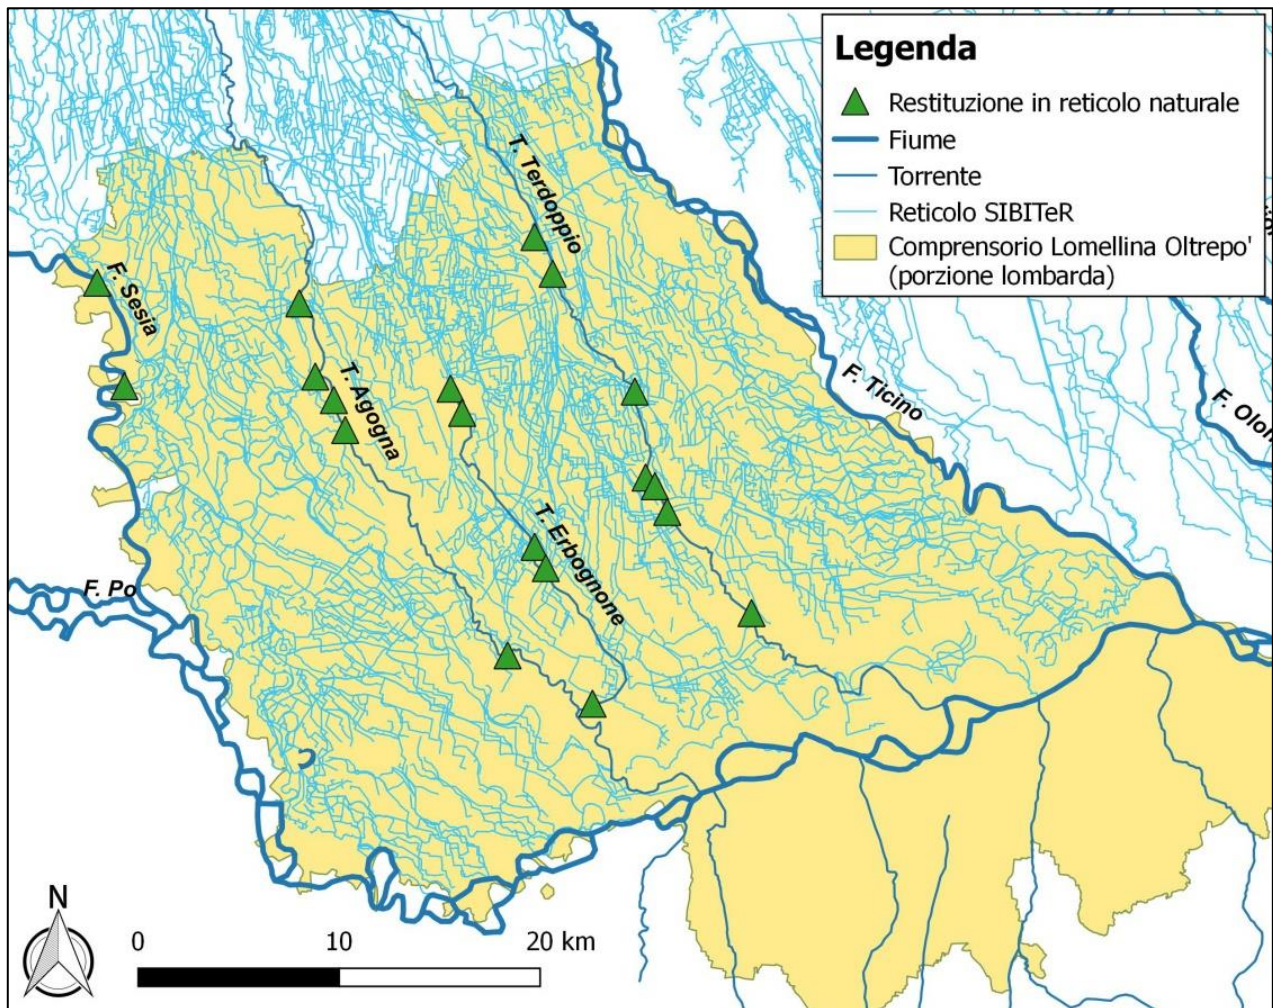 Legenda
Restituzione in reticolo naturale
Fiume
Torrente
Reticolo SIBITeR
Comprensorio Lomellina Oltrepo'
(porzione lombarda)
T. Terdoppio
F. Sesia
T. Agogna
F. Ticino
F. Olon
T. Erbognone
F. Po
N
0 10 20 km